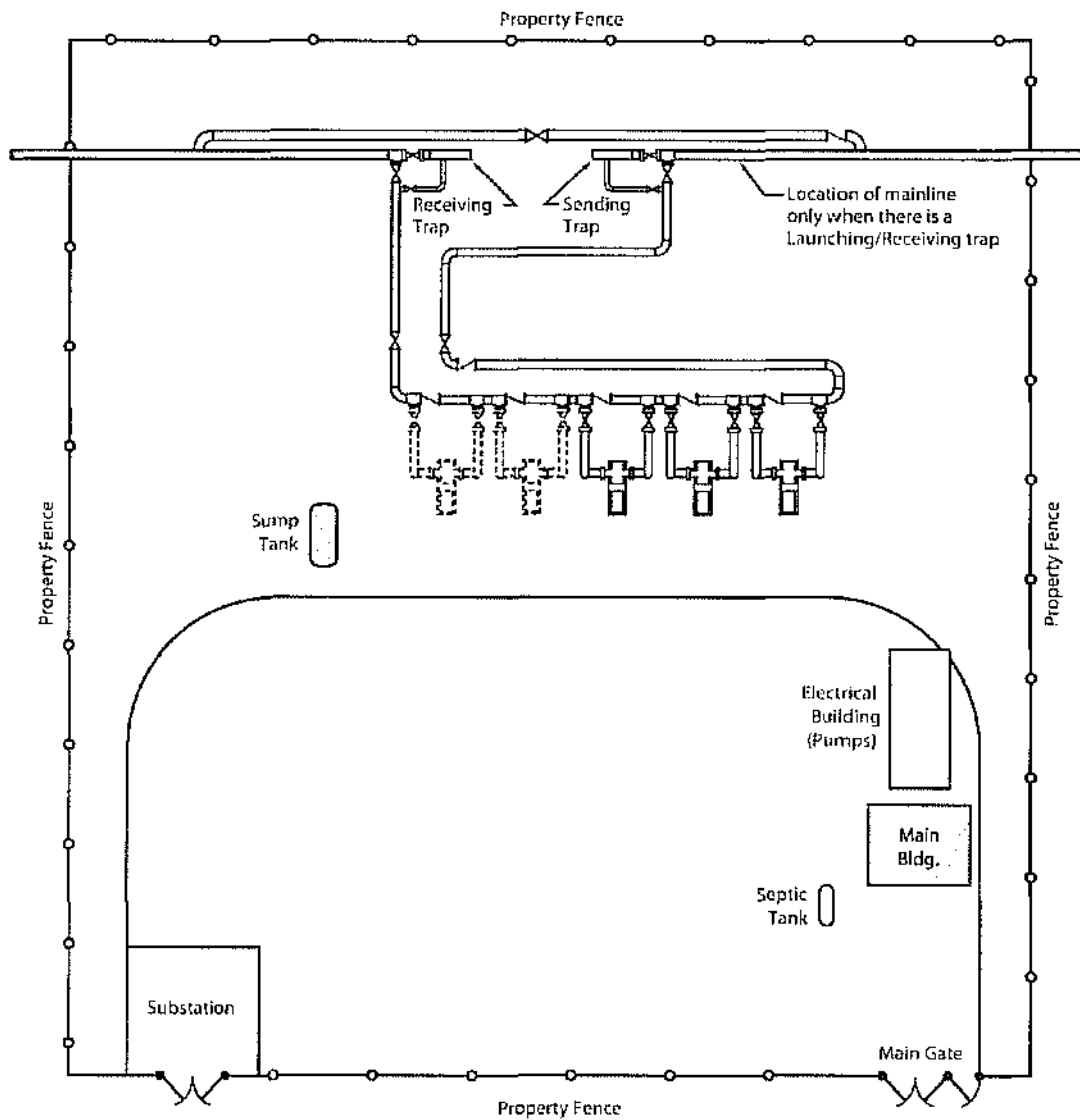 Property Fence
Receiving
Trap
Sending
Trap
Location of mainline
only when there is a
Launching/Receiving trap
Sump
Tank
Property Fence
Property Fence
Electrical
Building
(Pumps)
Main
Bldg.
Septic
Tank
Substation
Main Gate
Property Fence